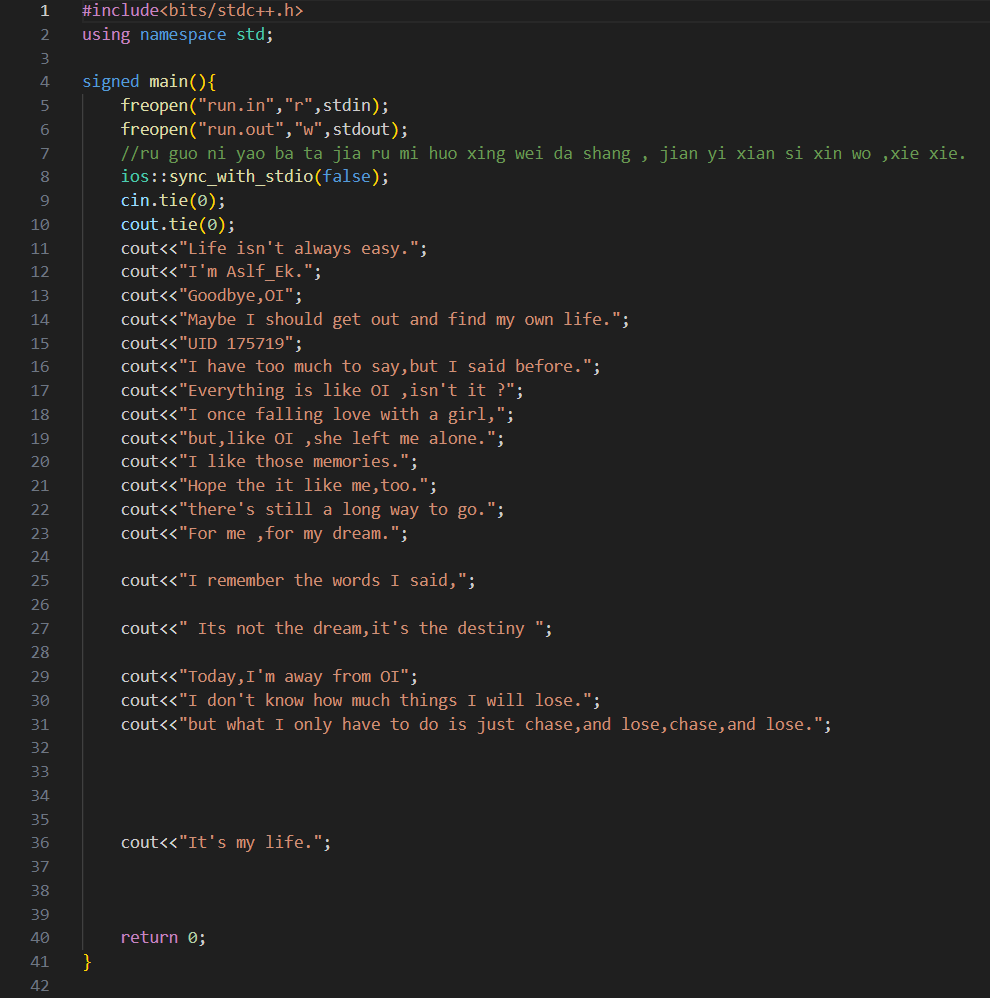 1 #include<bits/stdc++.h>
2 using namespace std;
3
4 signed main(){
5 freopen("run.in","r",stdin);
6 freopen("run.out","w",stdout);
7 //ru guo ni yao ba ta jia ru mi huo xing wei da shang , jian yi xian si xin wo ,xie xie.
8 ios::sync_with_stdio(false);
9 cin.tie(0);
10 cout.tie(0);
11 cout<<"Life isn't always easy.";
12 cout<<"I'm Aslf_Ek.";
13 cout<<"Goodbye,OI";
14 cout<<"Maybe I should get out and find my own life.";
15 cout<<"UID 175719";
16 cout<<"I have too much to say,but I said before.";
17 cout<<"Everything is like OI ,isn't it ?";
18 cout<<"I once falling love with a girl,";
19 cout<<"but,like OI ,she left me alone.";
20 cout<<"I like those memories.";
21 cout<<"Hope the it like me,too.";
22 cout<<"there's still a long way to go.";
23 cout<<"For me ,for my dream.";
24
25 cout<<"I remember the words I said,";
26
27 cout<<" Its not the dream,it's the destiny ";
28
29 cout<<"Today,I'm away from OI";
30 cout<<"I don't know how much things I will lose.";
31 cout<<"but what I only have to do is just chase,and lose,chase,and lose.";
32
33
34
35
36 cout<<"It's my life.";
37
38
39
40 return 0;
41 }
42